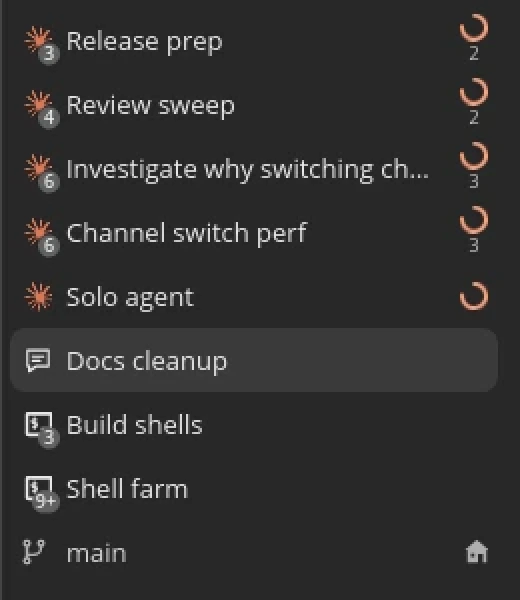 Release prep
3
2
Review sweep
4
2
Investigate why switching ch...
6
3
Channel switch perf
6
3
Solo agent
Docs cleanup
$ Build shells
3
$ Shell farm
9+
main